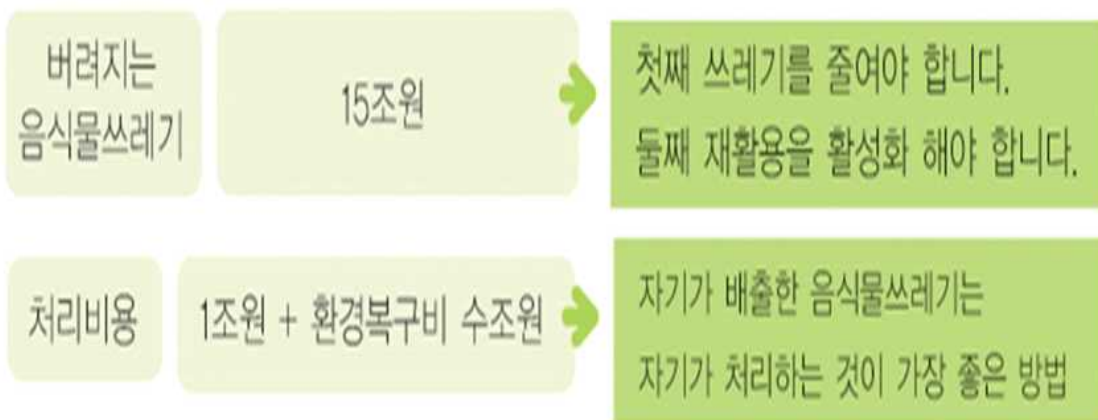 버려지는
음식물쓰레기
15조원
첫째 쓰레기를 줄여야 합니다.
둘째 재활용을 활성화 해야 합니다.
처리비용
1조원 + 환경복구비 수조원
자기가 배출한 음식물쓰레기는
자기가 처리하는 것이 가장 좋은 방법